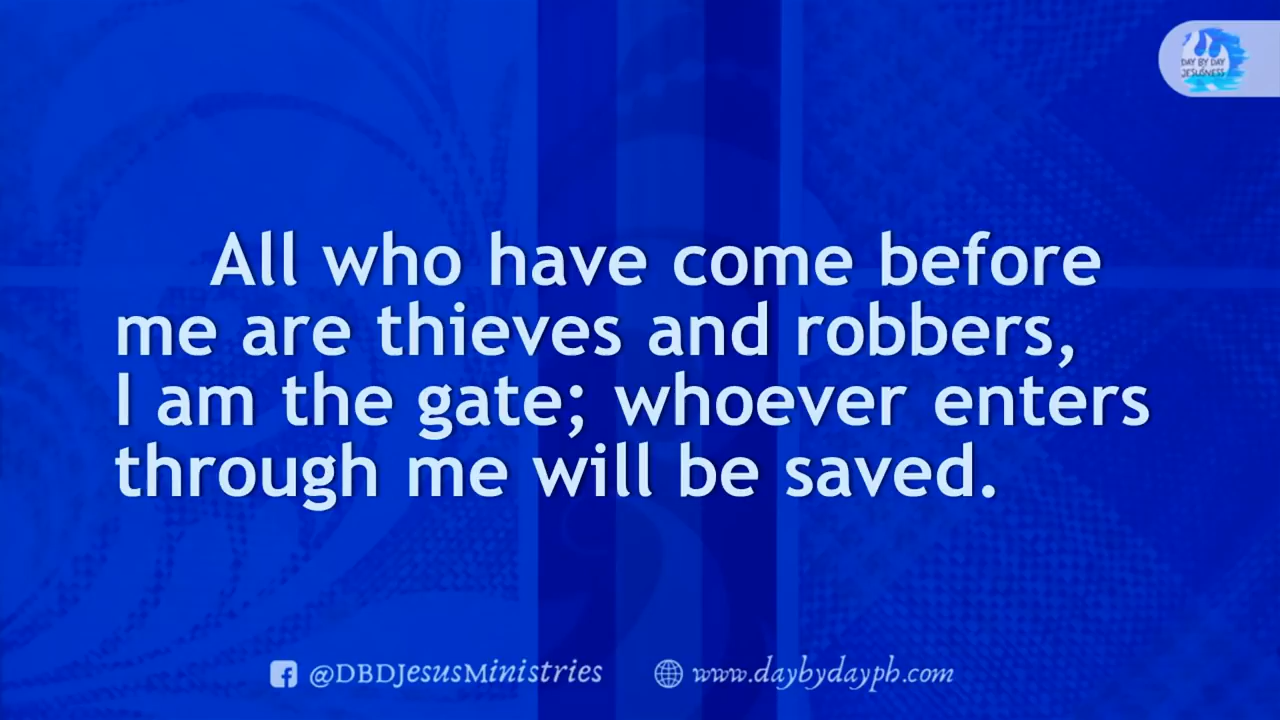 DAY BY DAY
JESUSNESS
All who have come before
me are thieves and robbers,
I am the gate; whoever enters
through me will be saved.
@DBDJesusMinistries
www.daybydayph.com